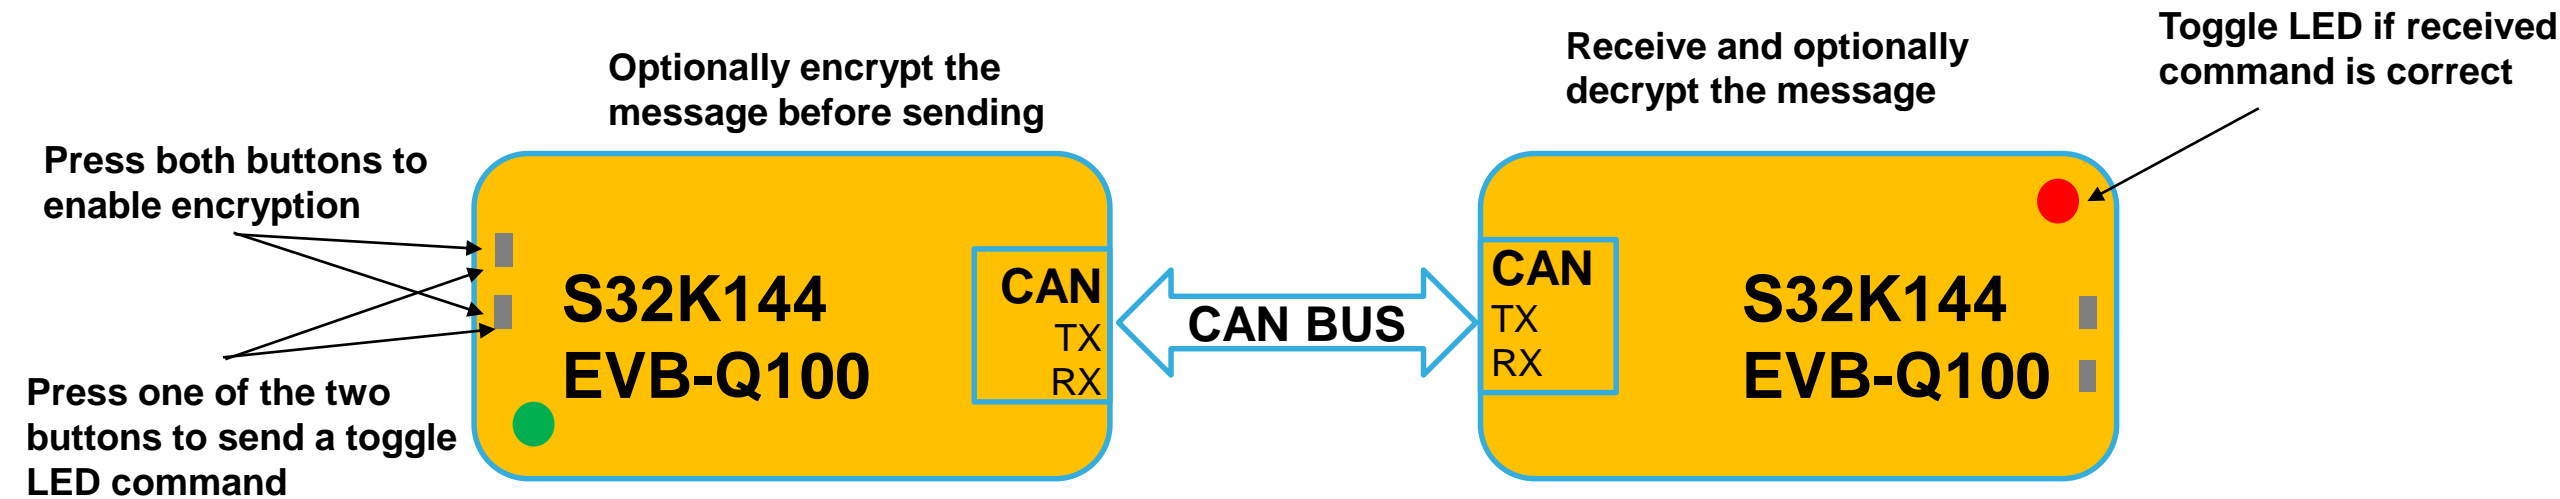 Optionally encrypt the
message before sending
Receive and optionally
decrypt the message
Toggle LED if received
command is correct
Press both buttons to
enable encryption
Press one of the two
buttons to send a toggle
LED command
S32K144
EVB-Q100
CAN
TX
RX
CAN BUS
CAN
TX
RX
S32K144
EVB-Q100